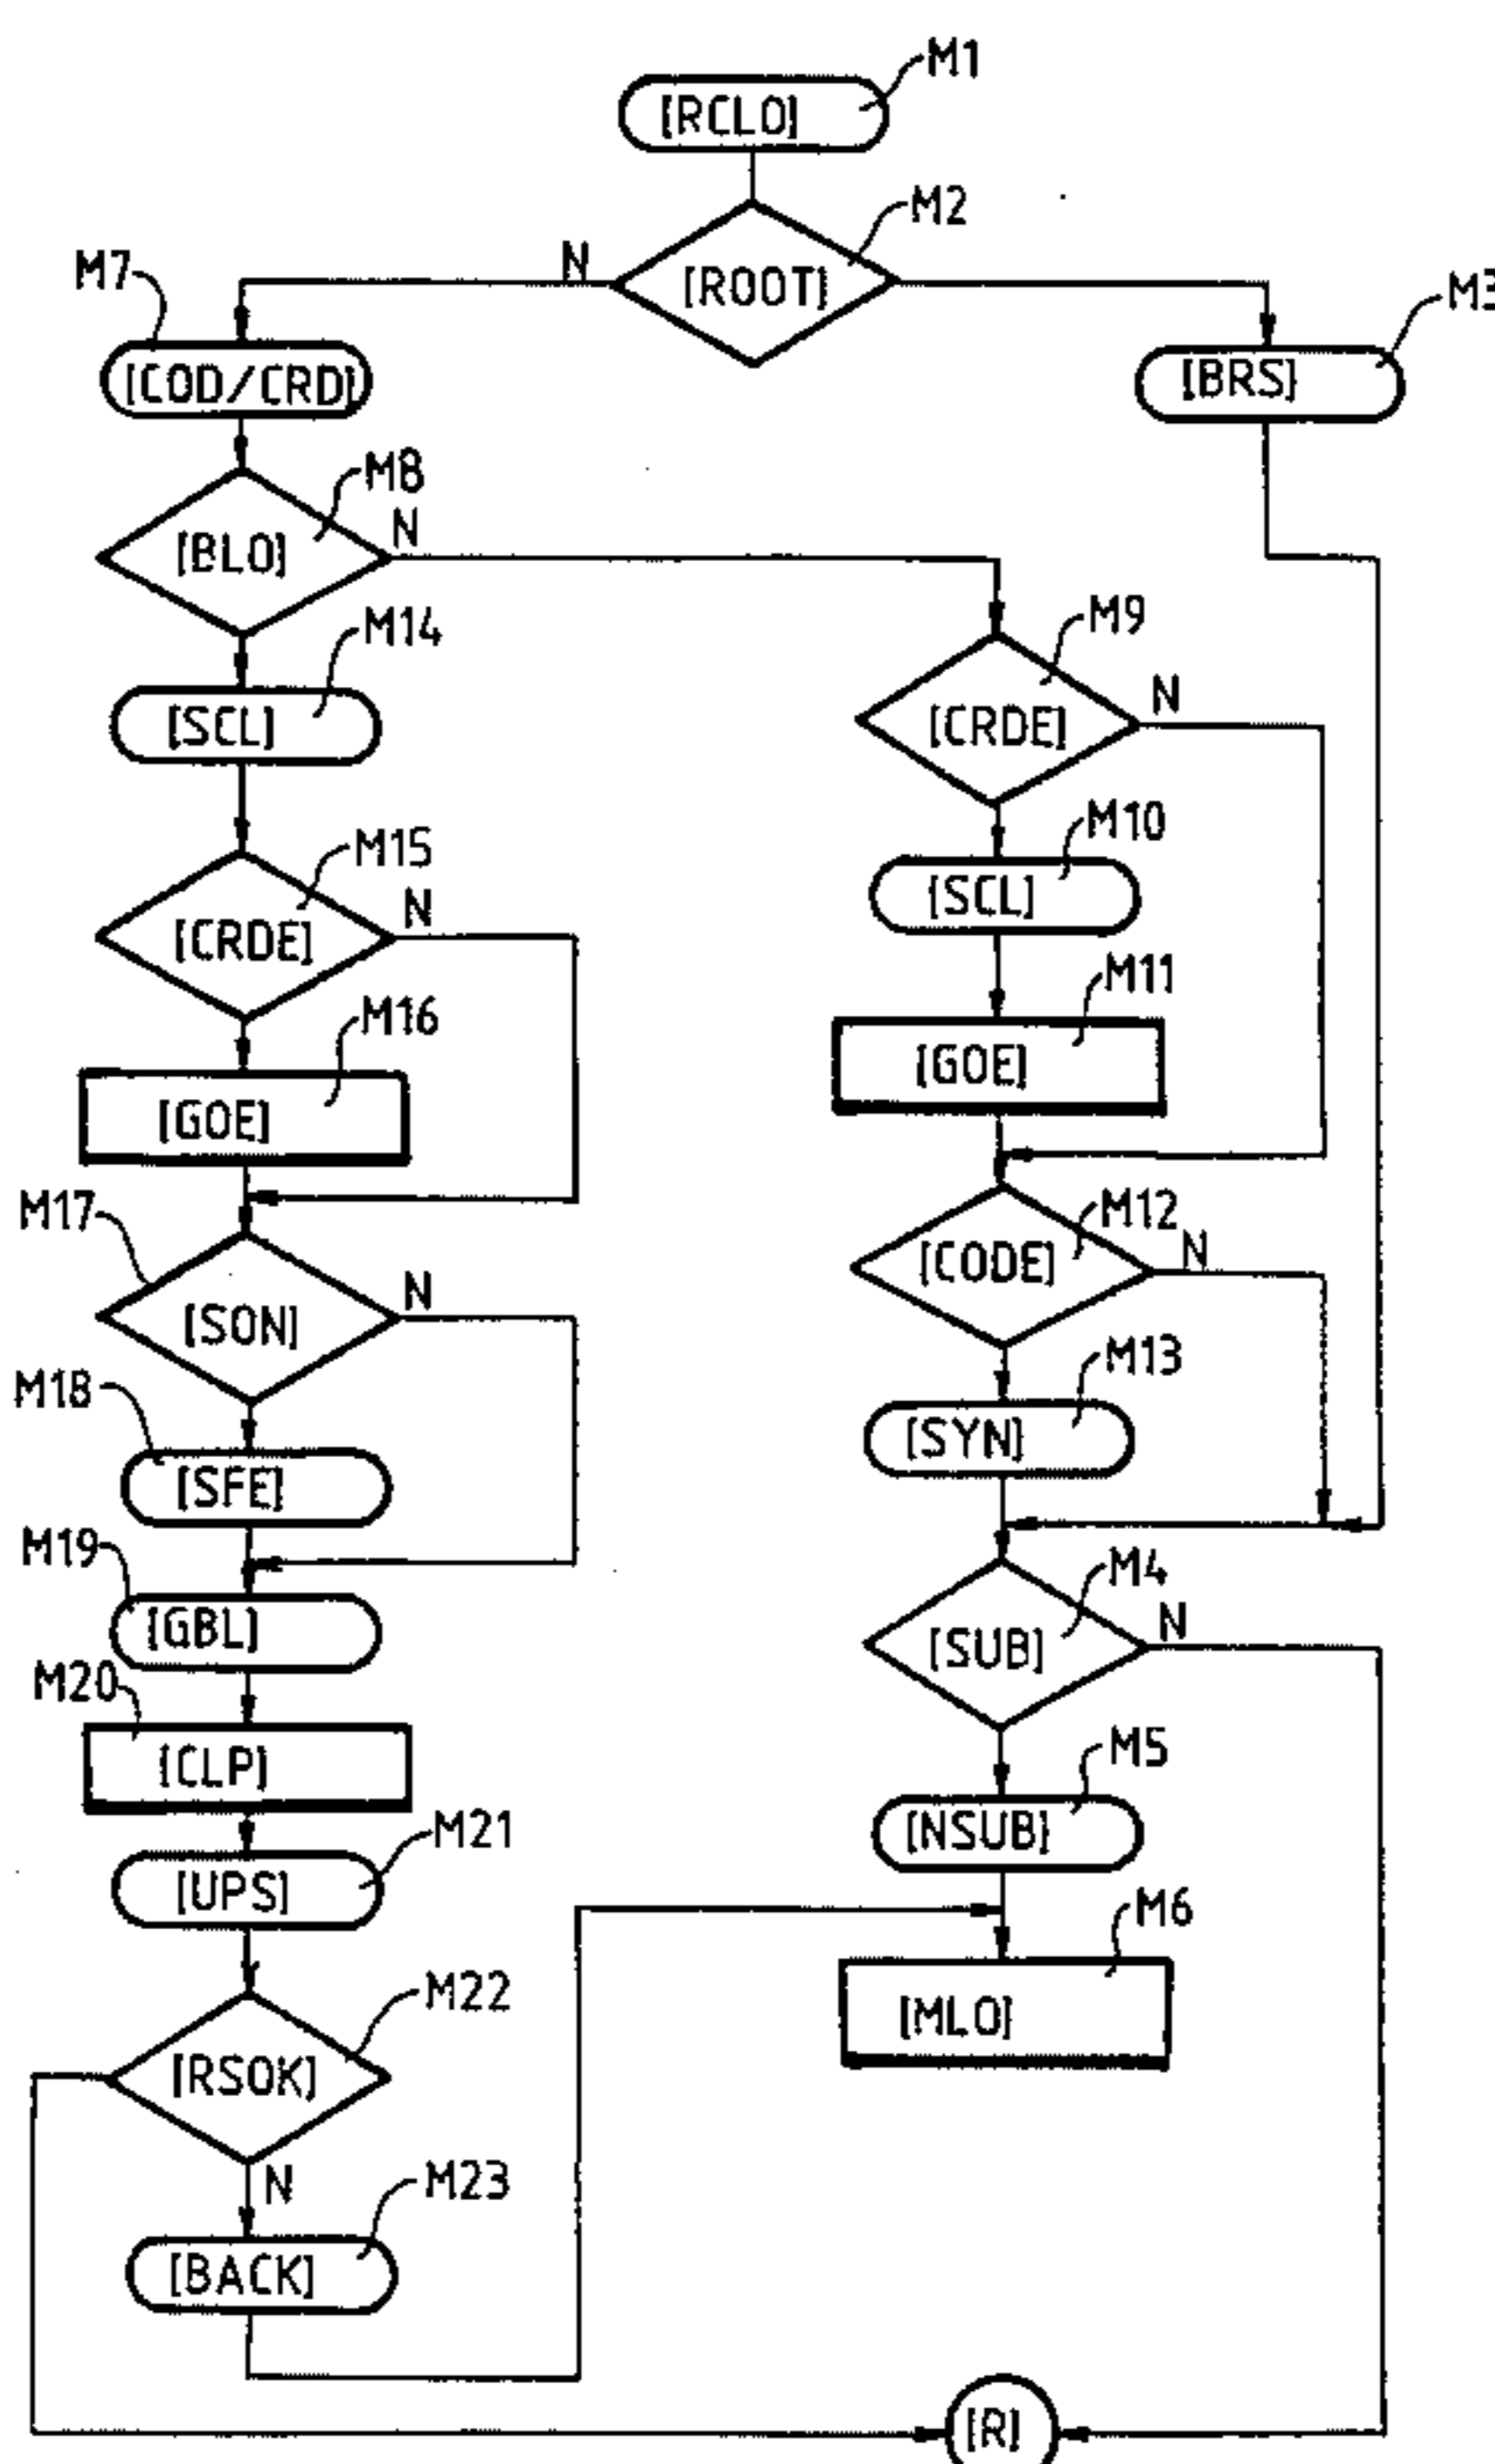 M1
[RCLO]
M2
N
[ROOT]
M7
M3
[COD/CRD]
[BRS]
M8
N
[BLO]
M14
M9
N
[SCL]
[CRDE]
M15
M10
N
[CRDE]
[SCL]
M11
M16
[GOE]
[GOE]
M17
M12
N
[CODE]
N
[SON]
M13
M18
[SYN]
[SFE]
M19
M4
[GBL]
N
[SUB]
M20
M5
[CLP]
M21
[NSUB]
[UPS]
M6
M22
[MLO]
[RSOK]
N
M23
[BACK]
[R]